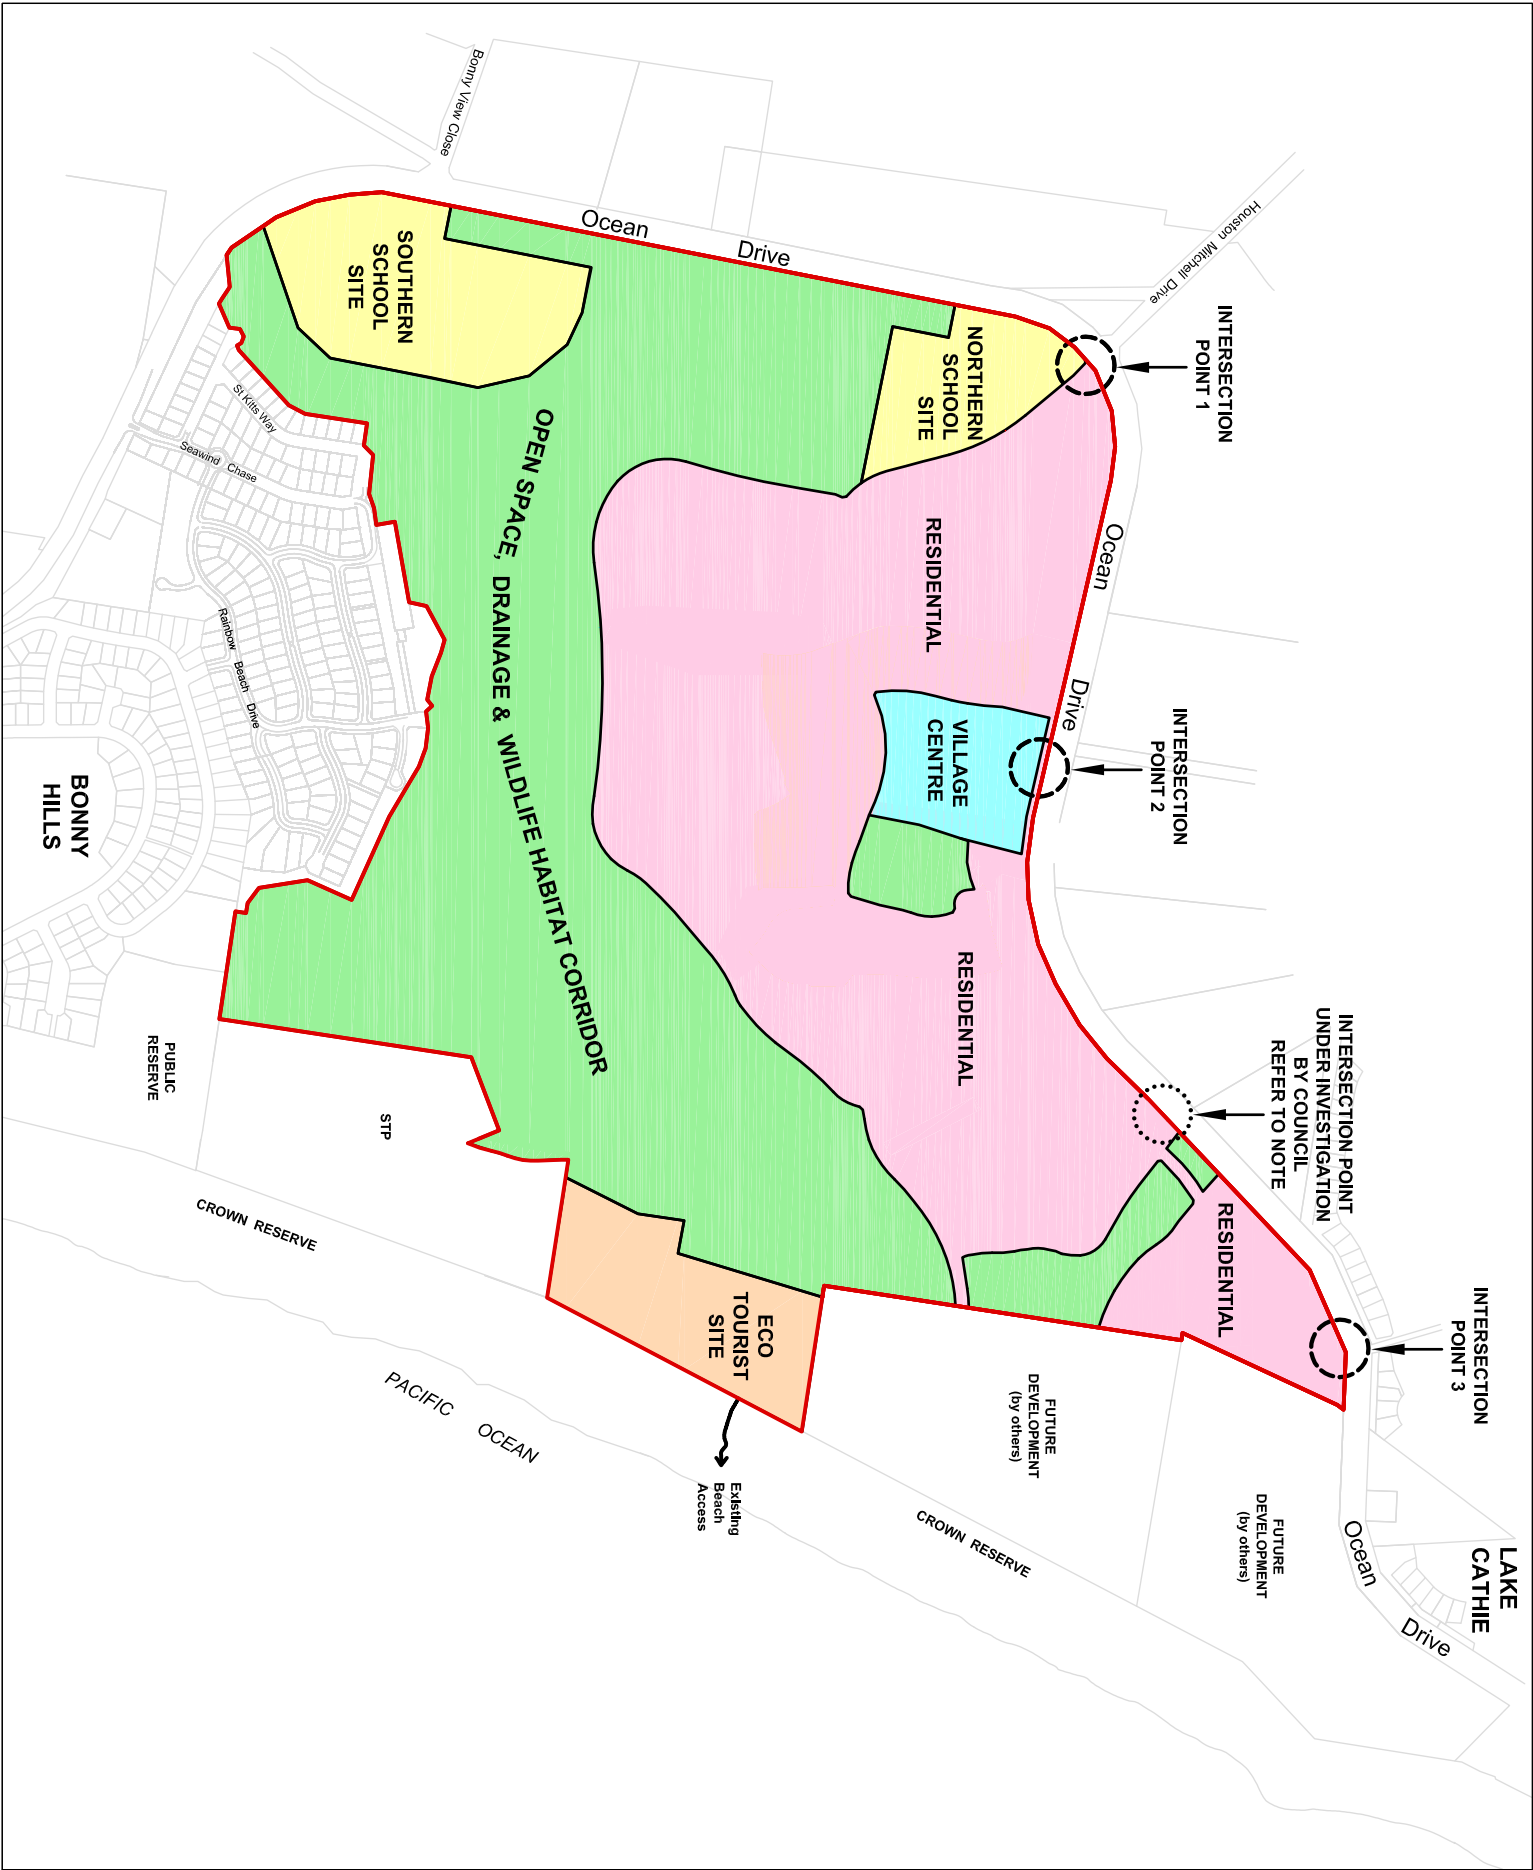 LAKE
CATHIE
INTERSECTION
POINT 1
INTERSECTION
POINT 2
INTERSECTION POINT
UNDER INVESTIGATION
BY COUNCIL
REFER TO NOTE
INTERSECTION
POINT 3
Houston Mitchell Drive
Ocean Drive
Ocean Drive
Ocean Drive
Bonny View Close
NORTHERN
SCHOOL
SITE
SOUTHERN
SCHOOL
SITE
RESIDENTIAL
RESIDENTIAL
RESIDENTIAL
VILLAGE
CENTRE
OPEN SPACE, DRAINAGE & WILDLIFE HABITAT CORRIDOR
ECO
TOURIST
SITE
FUTURE
DEVELOPMENT
(by others)
FUTURE
DEVELOPMENT
(by others)
Existing
Beach
Access
CROWN RESERVE
CROWN RESERVE
PACIFIC OCEAN
STP
PUBLIC
RESERVE
St Kitts Way
Seawind Chase
Rainbow Beach Drive
BONNY
HILLS